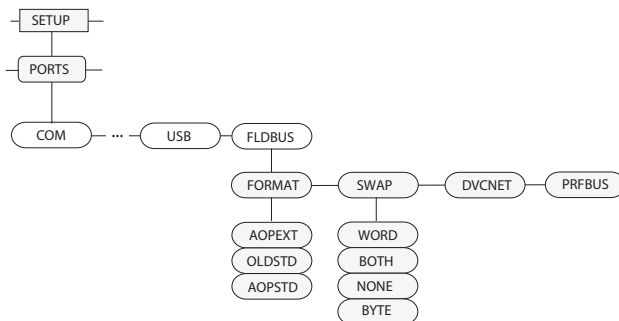 SETUP
PORTS
COM ... USB FLDBUS
FORMAT SWAP DVCNET PRFBUS
AOPEXT WORD
OLDSTD BOTH
AOPSTD NONE
BYTE